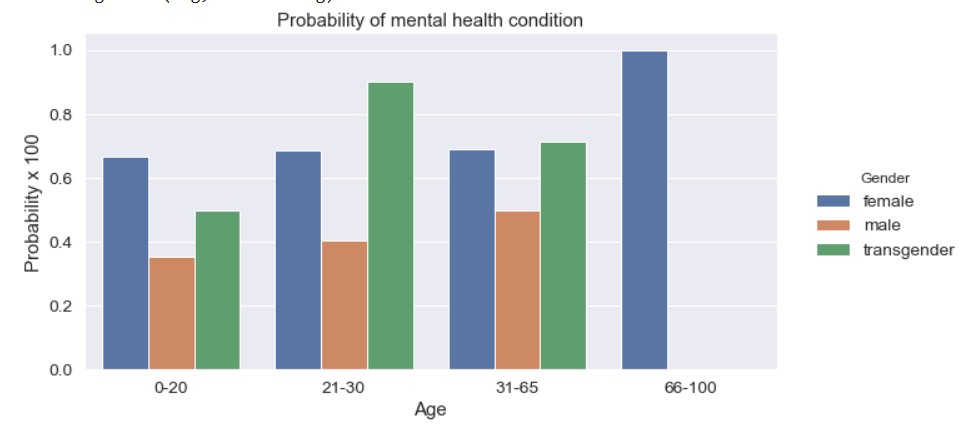 Probability of mental health condition
1.0
0.8
0.6
0.4
0.2
0.0
Probability x 100
0-20 21-30 31-65 66-100
Age
Gender
female
male
transgender